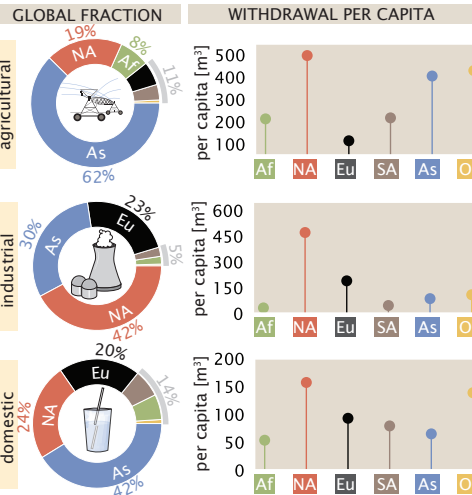 GLOBAL FRACTION
WITHDRAWAL PER CAPITA
agricultural
19%
8%
11%
NA
Af
As
62%
per capita [m³]
500
400
300
200
100
Af NA Eu SA As O
industrial
30%
23%
5%
As
Eu
NA
42%
per capita [m³]
600
450
300
150
0
Af NA Eu SA As O
domestic
20%
24%
14%
Eu
NA
As
42%
per capita [m³]
200
150
100
50
0
Af NA Eu SA As O